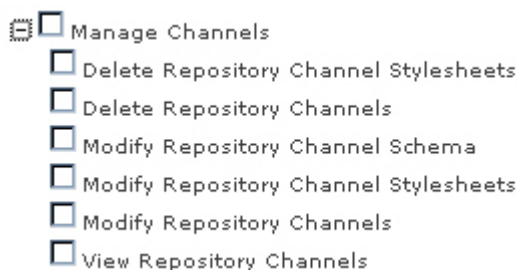 Manage Channels
Delete Repository Channel Stylesheets
Delete Repository Channels
Modify Repository Channel Schema
Modify Repository Channel Stylesheets
Modify Repository Channels
View Repository Channels